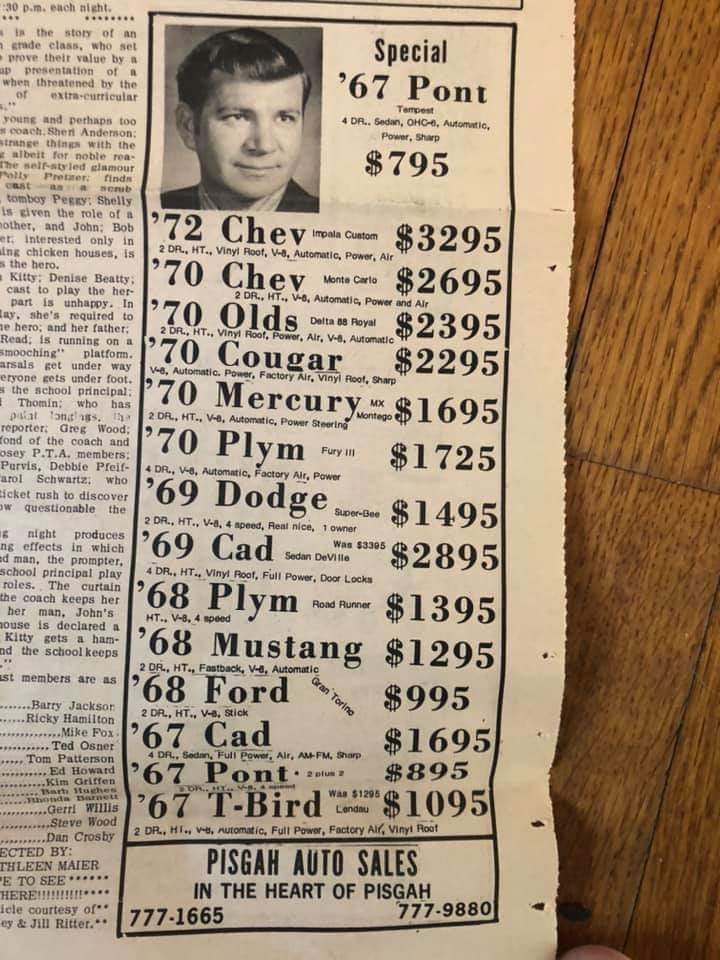 :30 p.m. each night.
is the story of an
grade class, who set
prove their value by a
up presentation of a
when threatened by the
of extra-curricular
young and perhaps too
s coach; Sheri Anderson;
strange things with the
albeit for noble rea-
The self-styled glamour
Polly Pretzer; finds
cast as a scrub
tomboy Peggy; Shelly
is given the role of a
other, and John; Bob
er; interested only in
ing chicken houses, is
s the hero.
Kitty; Denise Beatty;
cast to play the her-
part is unhappy. In
lay, she's required to
e hero; and her father;
Read; is running on a
smooching" platform.
arsals get under way
eryone gets under foot.
s the school principal;
Thomin; who has
reporter; Greg Wood;
fond of the coach and
osey P.T.A. members;
Purvis, Debbie Pfeif-
arol Schwartz; who
ticket rush to discover
ow questionable the
night produces
ng effects in which
d man, the prompter,
school principal play
roles. The curtain
the coach keeps her
her man, John's
house is declared a
Kitty gets a ham-
nd the school keeps
ast members are as
Barry Jackson
Ricky Hamilton
Mike Fox
Ted Osner
Tom Patterson
Ed Howard
Kim Griffen
Barb Hughes
Rhonda Barnett
Gerri Willis
Steve Wood
Dan Crosby
ECTED BY:
THLEEN MAIER
E TO SEE ******
HERE!!!!!!!!!!****
icle courtesy of**
ey & Jill Ritter.**
Special
'67 Pont
Tempest
4 DR., Sedan, OHC-6, Automatic,
Power, Sharp
$795
'72 Chev Impala Custom $3295
2 DR., HT., Vinyl Roof, V-8, Automatic, Power, Air
'70 Chev Monte Carlo $2695
2 DR., HT., V-8, Automatic, Power and Air
'70 Olds Delta 88 Royal $2395
2 DR., HT., Vinyl Roof, Power, Air, V-8, Automatic
'70 Cougar $2295
V-8, Automatic. Power, Factory Air, Vinyl Roof, Sharp
'70 Mercury MX Montego $1695
2 DR., HT., V-8, Automatic, Power Steering
'70 Plym Fury III $1725
4 DR., V-8, Automatic, Factory Air, Power
'69 Dodge Super-Bee $1495
2 DR., HT., V-8, 4 speed, Real nice, 1 owner
'69 Cad Sedan DeVille Was $3395 $2895
4 DR., HT., Vinyl Roof, Full Power, Door Locks
'68 Plym Road Runner $1395
HT., V-8, 4 speed
'68 Mustang $1295
2 DR., HT., Fastback, V-8, Automatic
'68 Ford Gran Torino $995
2 DR., HT., V-8, Stick
'67 Cad $1695
4 DR., Sedan, Full Power, Air, AM-FM, Sharp
'67 Pont. 2 plus 2 $895
2 DR., HT., V-8, 4 speed
'67 T-Bird Was $1295 Landau $1095
2 DR., HT., V-8, Automatic, Full Power, Factory Air, Vinyl Roof
PISGAH AUTO SALES
IN THE HEART OF PISGAH
777-1665 777-9880